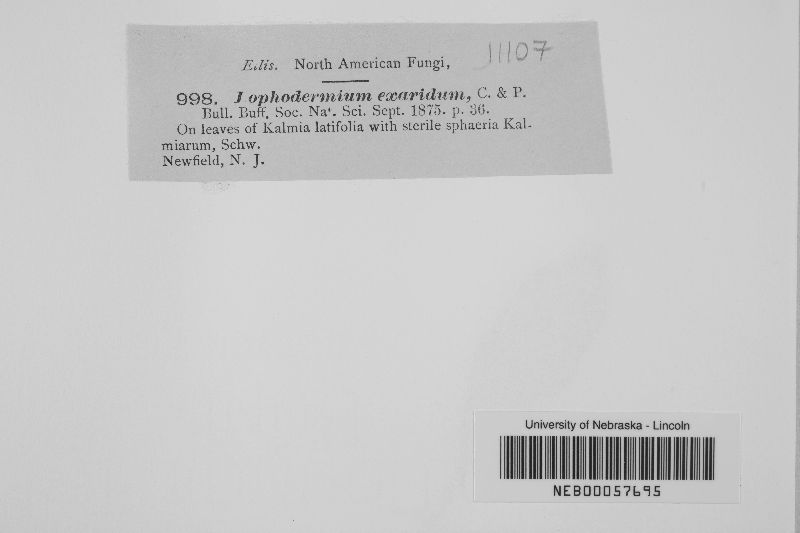 Ellis. North American Fungi,
11107
998. Lophodermium exaridum, C. & P.
Bull. Buff. Soc. Nat. Sci. Sept. 1875. p. 36.
On leaves of Kalmia latifolia with sterile sphaeria Kal-
miarum, Schw.
Newfield, N. J.
University of Nebraska - Lincoln
NEB00057695